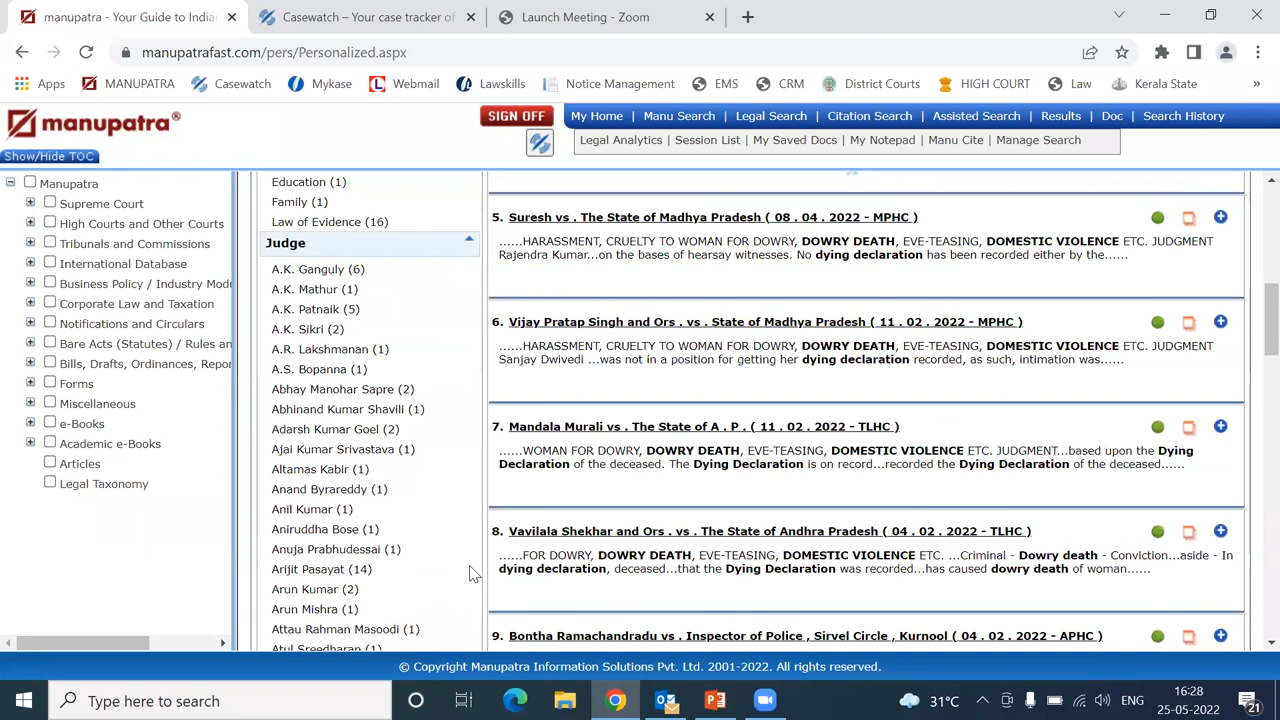 manupatra - Your Guide to India
Casewatch – Your case tracker of
Launch Meeting - Zoom
manupatrafast.com/pers/Personalized.aspx
Apps
MANUPATRA
Casewatch
Mykase
Webmail
Lawskills
Notice Management
EMS
CRM
District Courts
HIGH COURT
Law
Kerala State
»
manupatra®
SIGN OFF
My Home | Manu Search | Legal Search | Citation Search | Assisted Search | Results | Doc | Search History
Legal Analytics | Session List | My Saved Docs | My Notepad | Manu Cite | Manage Search
Show/Hide TOC
Manupatra
Supreme Court
High Courts and Other Courts
Tribunals and Commissions
International Database
Business Policy / Industry Modu
Corporate Law and Taxation
Notifications and Circulars
Bare Acts (Statutes) / Rules an
Bills, Drafts, Ordinances, Repor
Forms
Miscellaneous
e-Books
Academic e-Books
Articles
Legal Taxonomy
Education (1)
Family (1)
Law of Evidence (16)
Judge
A.K. Ganguly (6)
A.K. Mathur (1)
A.K. Patnaik (5)
A.K. Sikri (2)
A.R. Lakshmanan (1)
A.S. Bopanna (1)
Abhay Manohar Sapre (2)
Abhinand Kumar Shavili (1)
Adarsh Kumar Goel (2)
Ajai Kumar Srivastava (1)
Altamas Kabir (1)
Anand Byrareddy (1)
Anil Kumar (1)
Aniruddha Bose (1)
Anuja Prabhudessai (1)
Arijit Pasayat (14)
Arun Kumar (2)
Arun Mishra (1)
Attau Rahman Masoodi (1)
Atul Sreedharan (1)
5. Suresh vs . The State of Madhya Pradesh ( 08 . 04 . 2022 - MPHC )
......HARASSMENT, CRUELTY TO WOMAN FOR DOWRY, DOWRY DEATH, EVE-TEASING, DOMESTIC VIOLENCE ETC. JUDGMENT
Rajendra Kumar...on the bases of hearsay witnesses. No dying declaration has been recorded either by the......
6. Vijay Pratap Singh and Ors . vs . State of Madhya Pradesh ( 11 . 02 . 2022 - MPHC )
......HARASSMENT, CRUELTY TO WOMAN FOR DOWRY, DOWRY DEATH, EVE-TEASING, DOMESTIC VIOLENCE ETC. JUDGMENT
Sanjay Dwivedi ...was not in a position for getting her dying declaration recorded, as such, intimation was......
7. Mandala Murali vs . The State of A . P . ( 11 . 02 . 2022 - TLHC )
......WOMAN FOR DOWRY, DOWRY DEATH, EVE-TEASING, DOMESTIC VIOLENCE ETC. JUDGMENT...based upon the Dying
Declaration of the deceased. The Dying Declaration is on record...recorded the Dying Declaration of the deceased......
8. Vavilala Shekhar and Ors . vs . The State of Andhra Pradesh ( 04 . 02 . 2022 - TLHC )
......FOR DOWRY, DOWRY DEATH, EVE-TEASING, DOMESTIC VIOLENCE ETC. ...Criminal - Dowry death - Conviction...aside - In
dying declaration, deceased...that the Dying Declaration was recorded...has caused dowry death of woman......
9. Bontha Ramachandradu vs . Inspector of Police , Sirvel Circle , Kurnool ( 04 . 02 . 2022 - APHC )
© Copyright Manupatra Information Solutions Pvt. Ltd. 2001-2022. All rights reserved.
Type here to search
31°C
ENG
16:28
25-05-2022
21